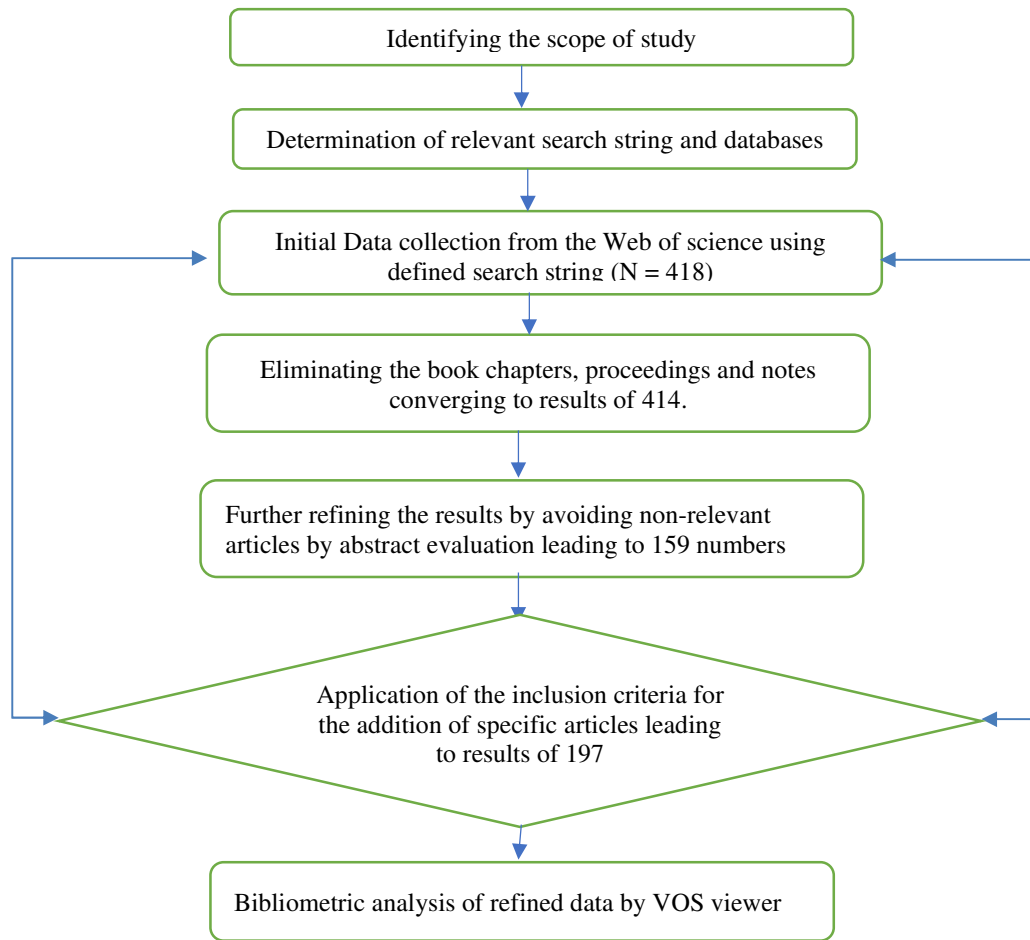 Identifying the scope of study
Determination of relevant search string and databases
Initial Data collection from the Web of science using
defined search string (N = 418)
Eliminating the book chapters, proceedings and notes
converging to results of 414.
Further refining the results by avoiding non-relevant
articles by abstract evaluation leading to 159 numbers
Application of the inclusion criteria for
the addition of specific articles leading
to results of 197
Bibliometric analysis of refined data by VOS viewer